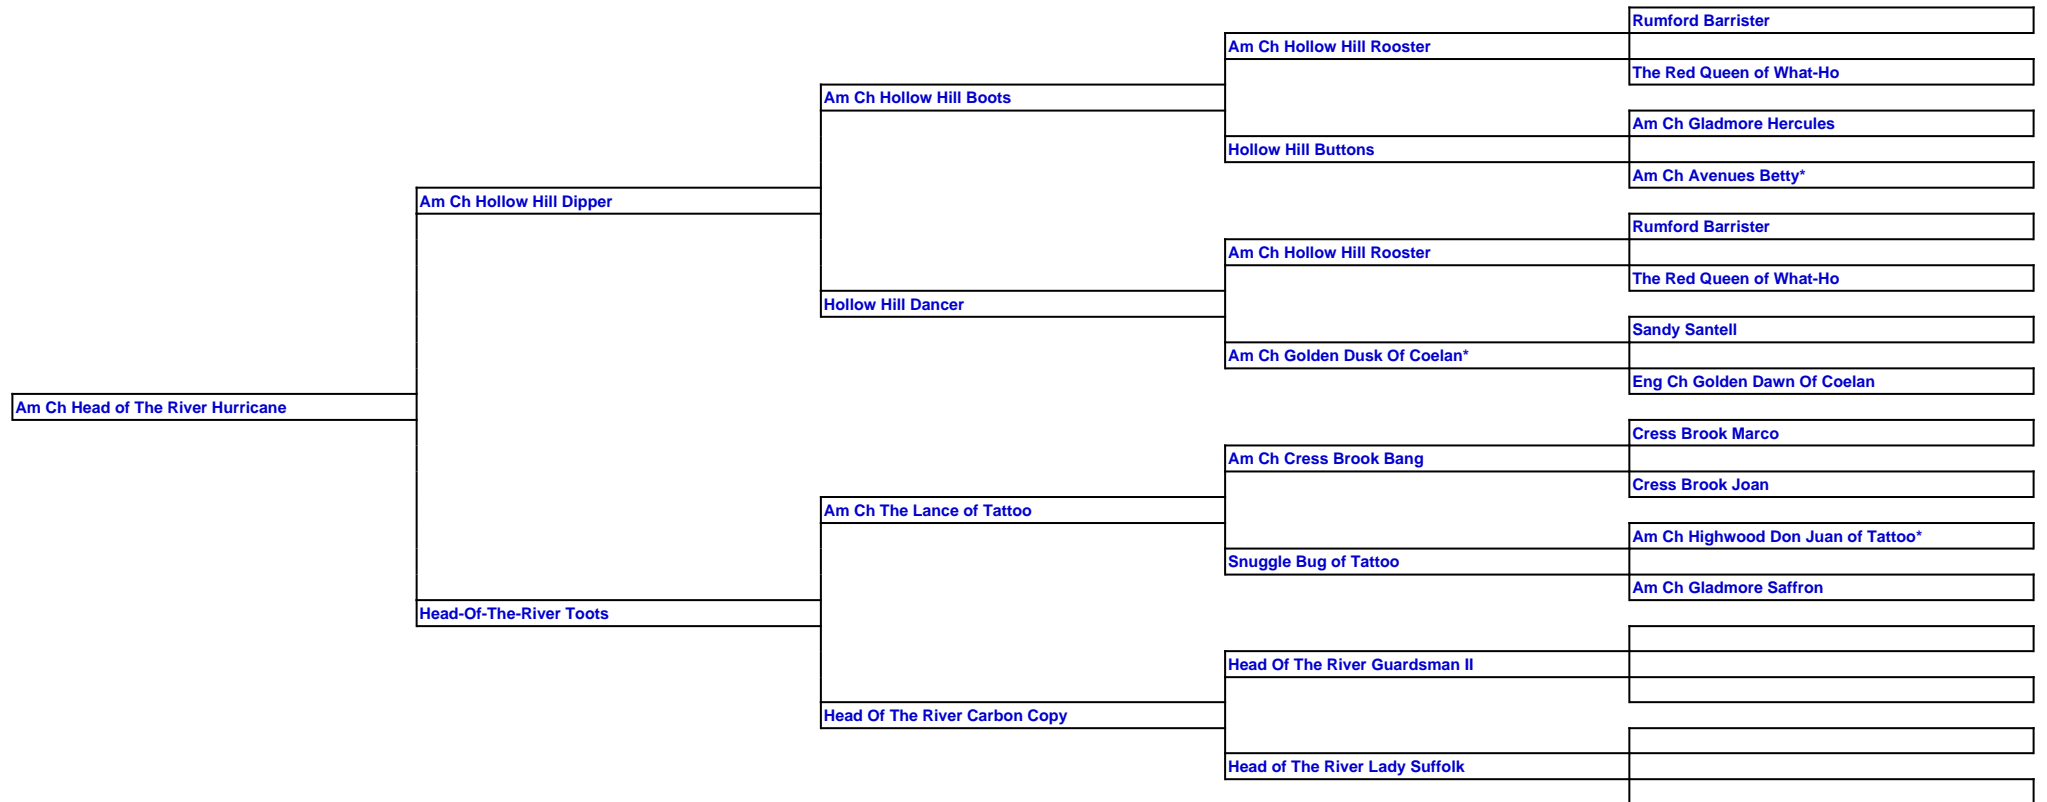 Rumford Barrister
Am Ch Hollow Hill Rooster
The Red Queen of What-Ho
Am Ch Hollow Hill Boots
Am Ch Gladmore Hercules
Hollow Hill Buttons
Am Ch Avenues Betty*
Am Ch Hollow Hill Dipper
Rumford Barrister
Am Ch Hollow Hill Rooster
The Red Queen of What-Ho
Hollow Hill Dancer
Sandy Santell
Am Ch Golden Dusk Of Coelan*
Eng Ch Golden Dawn Of Coelan
Am Ch Head of The River Hurricane
Cress Brook Marco
Am Ch Cress Brook Bang
Cress Brook Joan
Am Ch The Lance of Tattoo
Am Ch Highwood Don Juan of Tattoo*
Snuggle Bug of Tattoo
Am Ch Gladmore Saffron
Head-Of-The-River Toots
Head Of The River Guardsman II
Head Of The River Carbon Copy
Head of The River Lady Suffolk